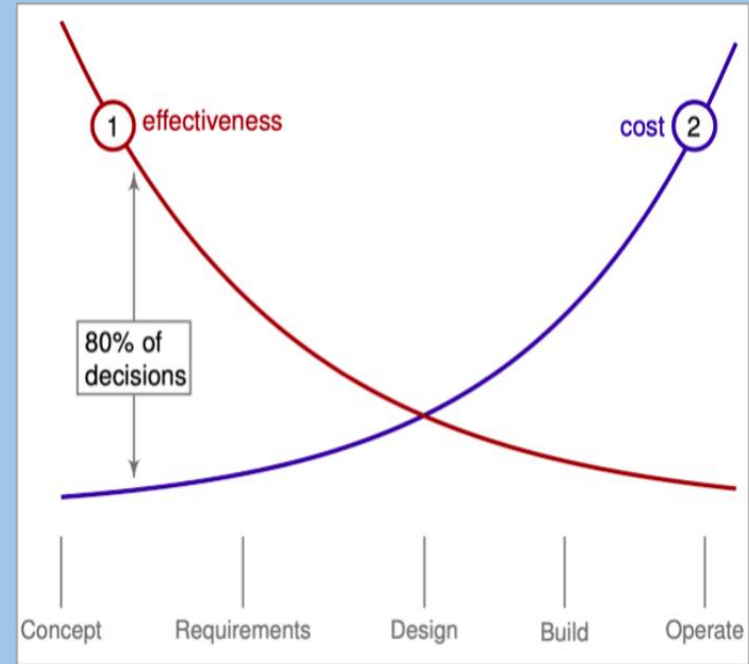 1 effectiveness
cost 2
80% of
decisions
Concept Requirements Design Build Operate